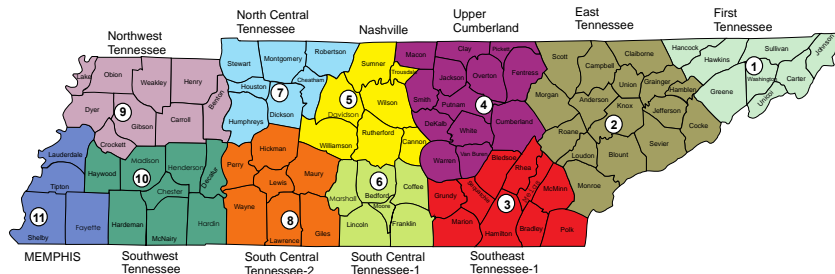 Northwest
Tennessee
North Central
Tennessee
Nashville
Upper
Cumberland
East
Tennessee
First
Tennessee
Lake
Obion
Weakley
Henry
Benton
Dyer
9
Gibson
Carroll
Crockett
Stewart
Montgomery
Robertson
Houston
Cheatham
7
Dickson
Humphreys
Sumner
Trousdale
5
Davidson
Wilson
Rutherford
Williamson
Cannon
Macon
Clay
Pickett
Jackson
Overton
Fentress
Smith
Putnam
4
DeKalb
White
Cumberland
Warren
Van Buren
Scott
Campbell
Claiborne
Morgan
Anderson
Union
Grainger
Hamblen
Knox
2
Jefferson
Cocke
Roane
Loudon
Blount
Sevier
Monroe
Hancock
Hawkins
Sullivan
Johnson
1
Washington
Carter
Greene
Unicoi
Lauderdale
Tipton
11
Shelby
Fayette
Haywood
Madison
10
Henderson
Decatur
Chester
Hardeman
McNairy
Hardin
Perry
Hickman
Lewis
Maury
Wayne
8
Lawrence
Giles
Marshall
6
Bedford
Moore
Coffee
Lincoln
Franklin
Bledsoe
Rhea
Grundy
3
McMinn
Marion
Hamilton
Bradley
Polk
MEMPHIS
Southwest
Tennessee
South Central
Tennessee-2
South Central
Tennessee-1
Southeast
Tennessee-1